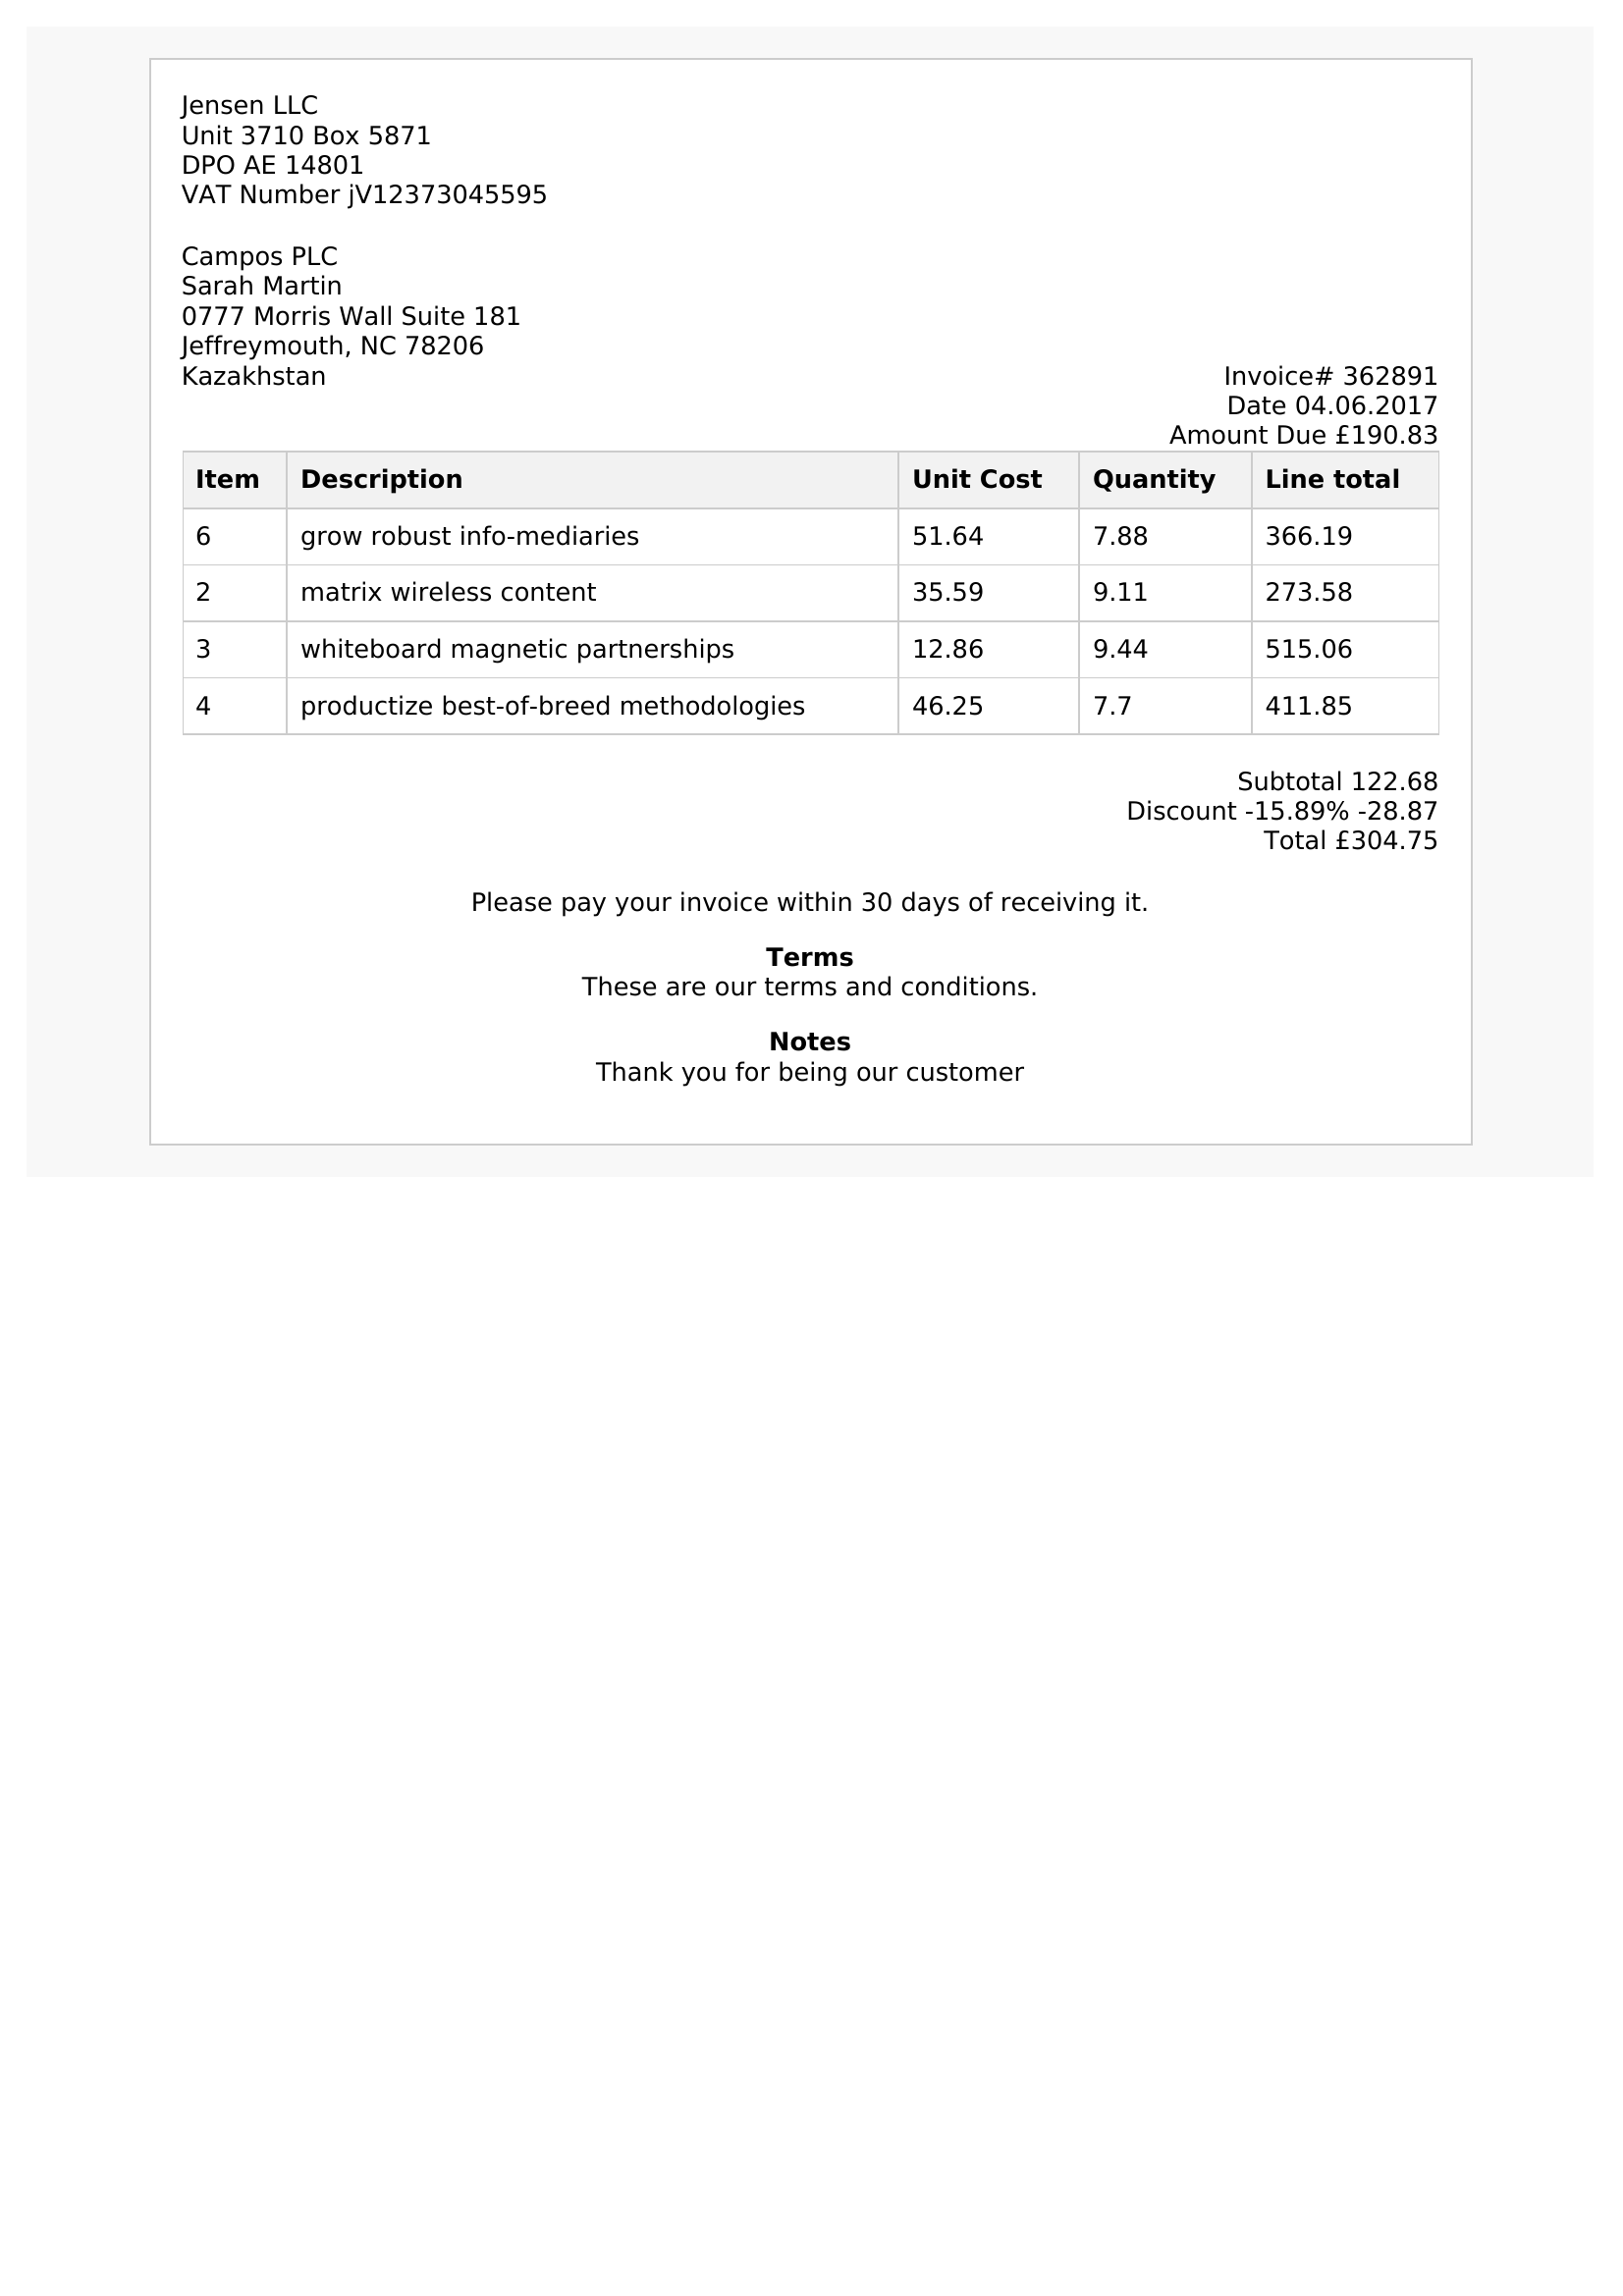 Jensen LLC
Unit 3710 Box 5871
DPO AE 14801
VAT Number jV12373045595
Campos PLC
Sarah Martin
0777 Morris Wall Suite 181
Jeffreymouth, NC 78206
Kazakhstan
Invoice# 362891
Date 04.06.2017
Amount Due £190.83
Item Description Unit Cost Quantity Line total
6 grow robust info-mediaries 51.64 7.88 366.19
2 matrix wireless content 35.59 9.11 273.58
3 whiteboard magnetic partnerships 12.86 9.44 515.06
4 productize best-of-breed methodologies 46.25 7.7 411.85
Subtotal 122.68
Discount -15.89% -28.87
Total £304.75
Please pay your invoice within 30 days of receiving it.
Terms
These are our terms and conditions.
Notes
Thank you for being our customer